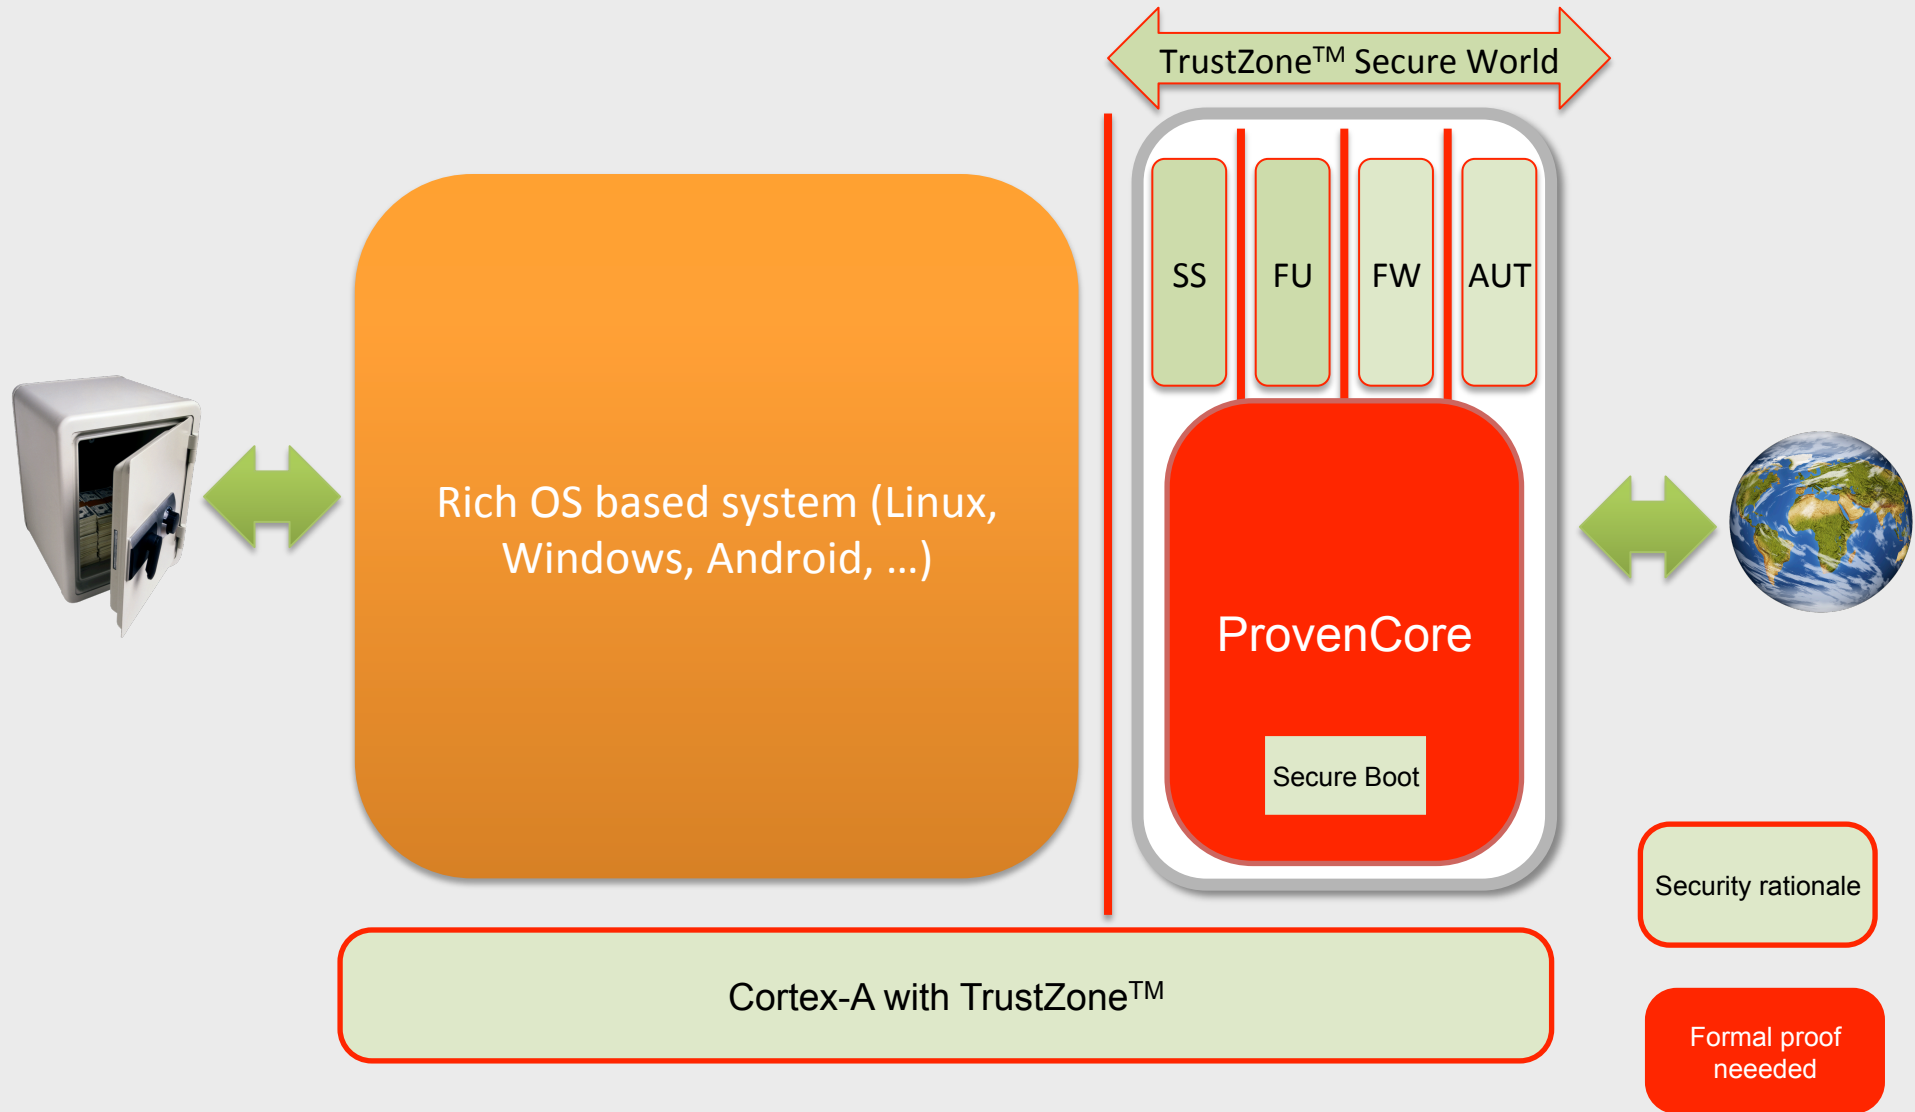 TrustZone™ Secure World
SS FU FW AUT
Rich OS based system (Linux,
Windows, Android, ...)
ProvenCore
Secure Boot
Security rationale
Cortex-A with TrustZone™
Formal proof
neeeded